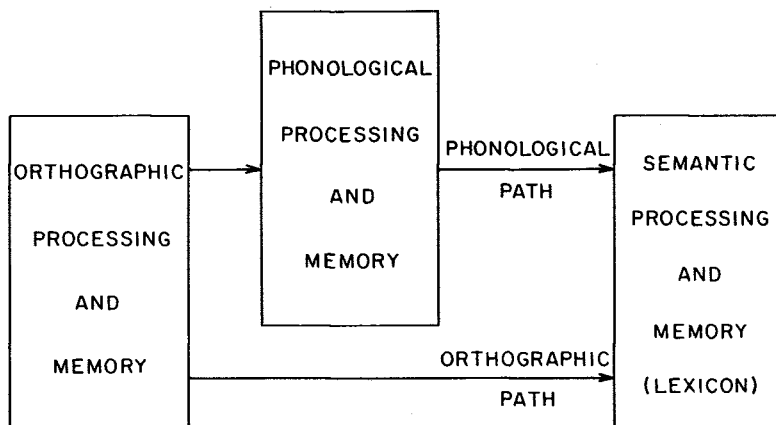 ORTHOGRAPHIC
PROCESSING
AND
MEMORY
PHONOLOGICAL
PROCESSING
AND
MEMORY
PHONOLOGICAL
PATH
ORTHOGRAPHIC
PATH
SEMANTIC
PROCESSING
AND
MEMORY
(LEXICON)